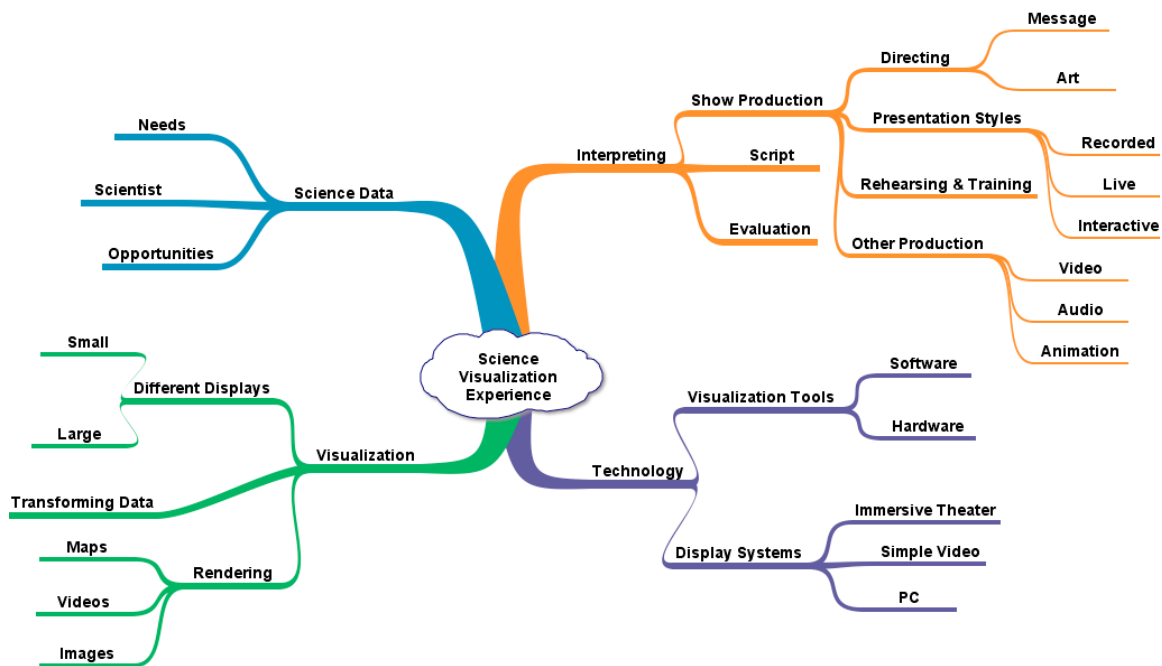 Science
Visualization
Experience
Science Data
Needs
Scientist
Opportunities
Interpreting
Show Production
Directing
Message
Art
Presentation Styles
Recorded
Live
Interactive
Rehearsing & Training
Other Production
Video
Audio
Animation
Script
Evaluation
Visualization
Different Displays
Small
Large
Transforming Data
Rendering
Maps
Videos
Images
Technology
Visualization Tools
Software
Hardware
Display Systems
Immersive Theater
Simple Video
PC